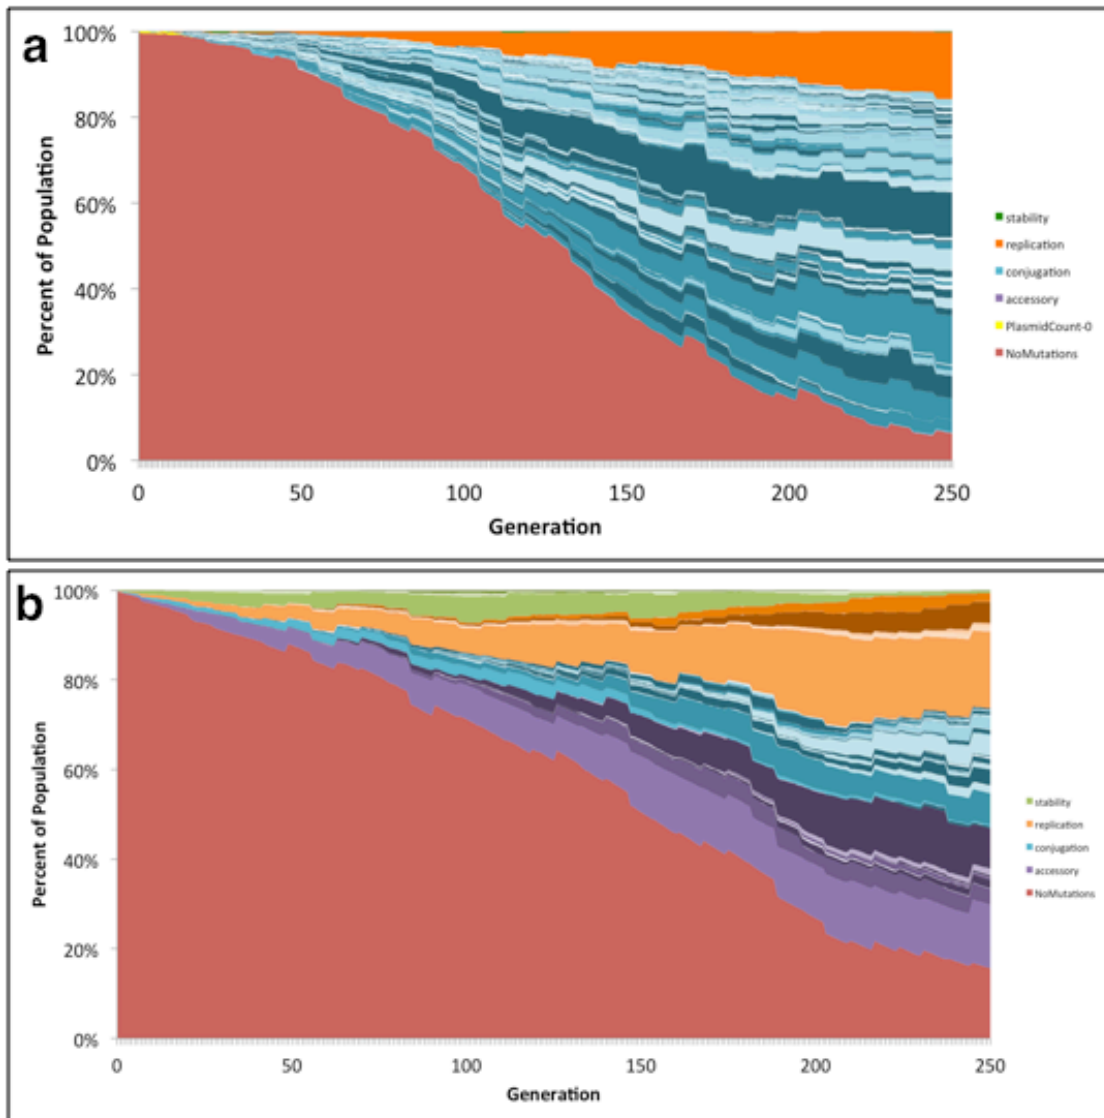 a
100%
80%
60%
40%
20%
0%
Percent of Population
0 50 100 150 200 250
Generation
stability
replication
conjugation
accessory
PlasmidCount-0
NoMutations
b
100%
80%
60%
40%
20%
0%
Percent of Population
0 50 100 150 200 250
Generation
stability
replication
conjugation
accessory
NoMutations